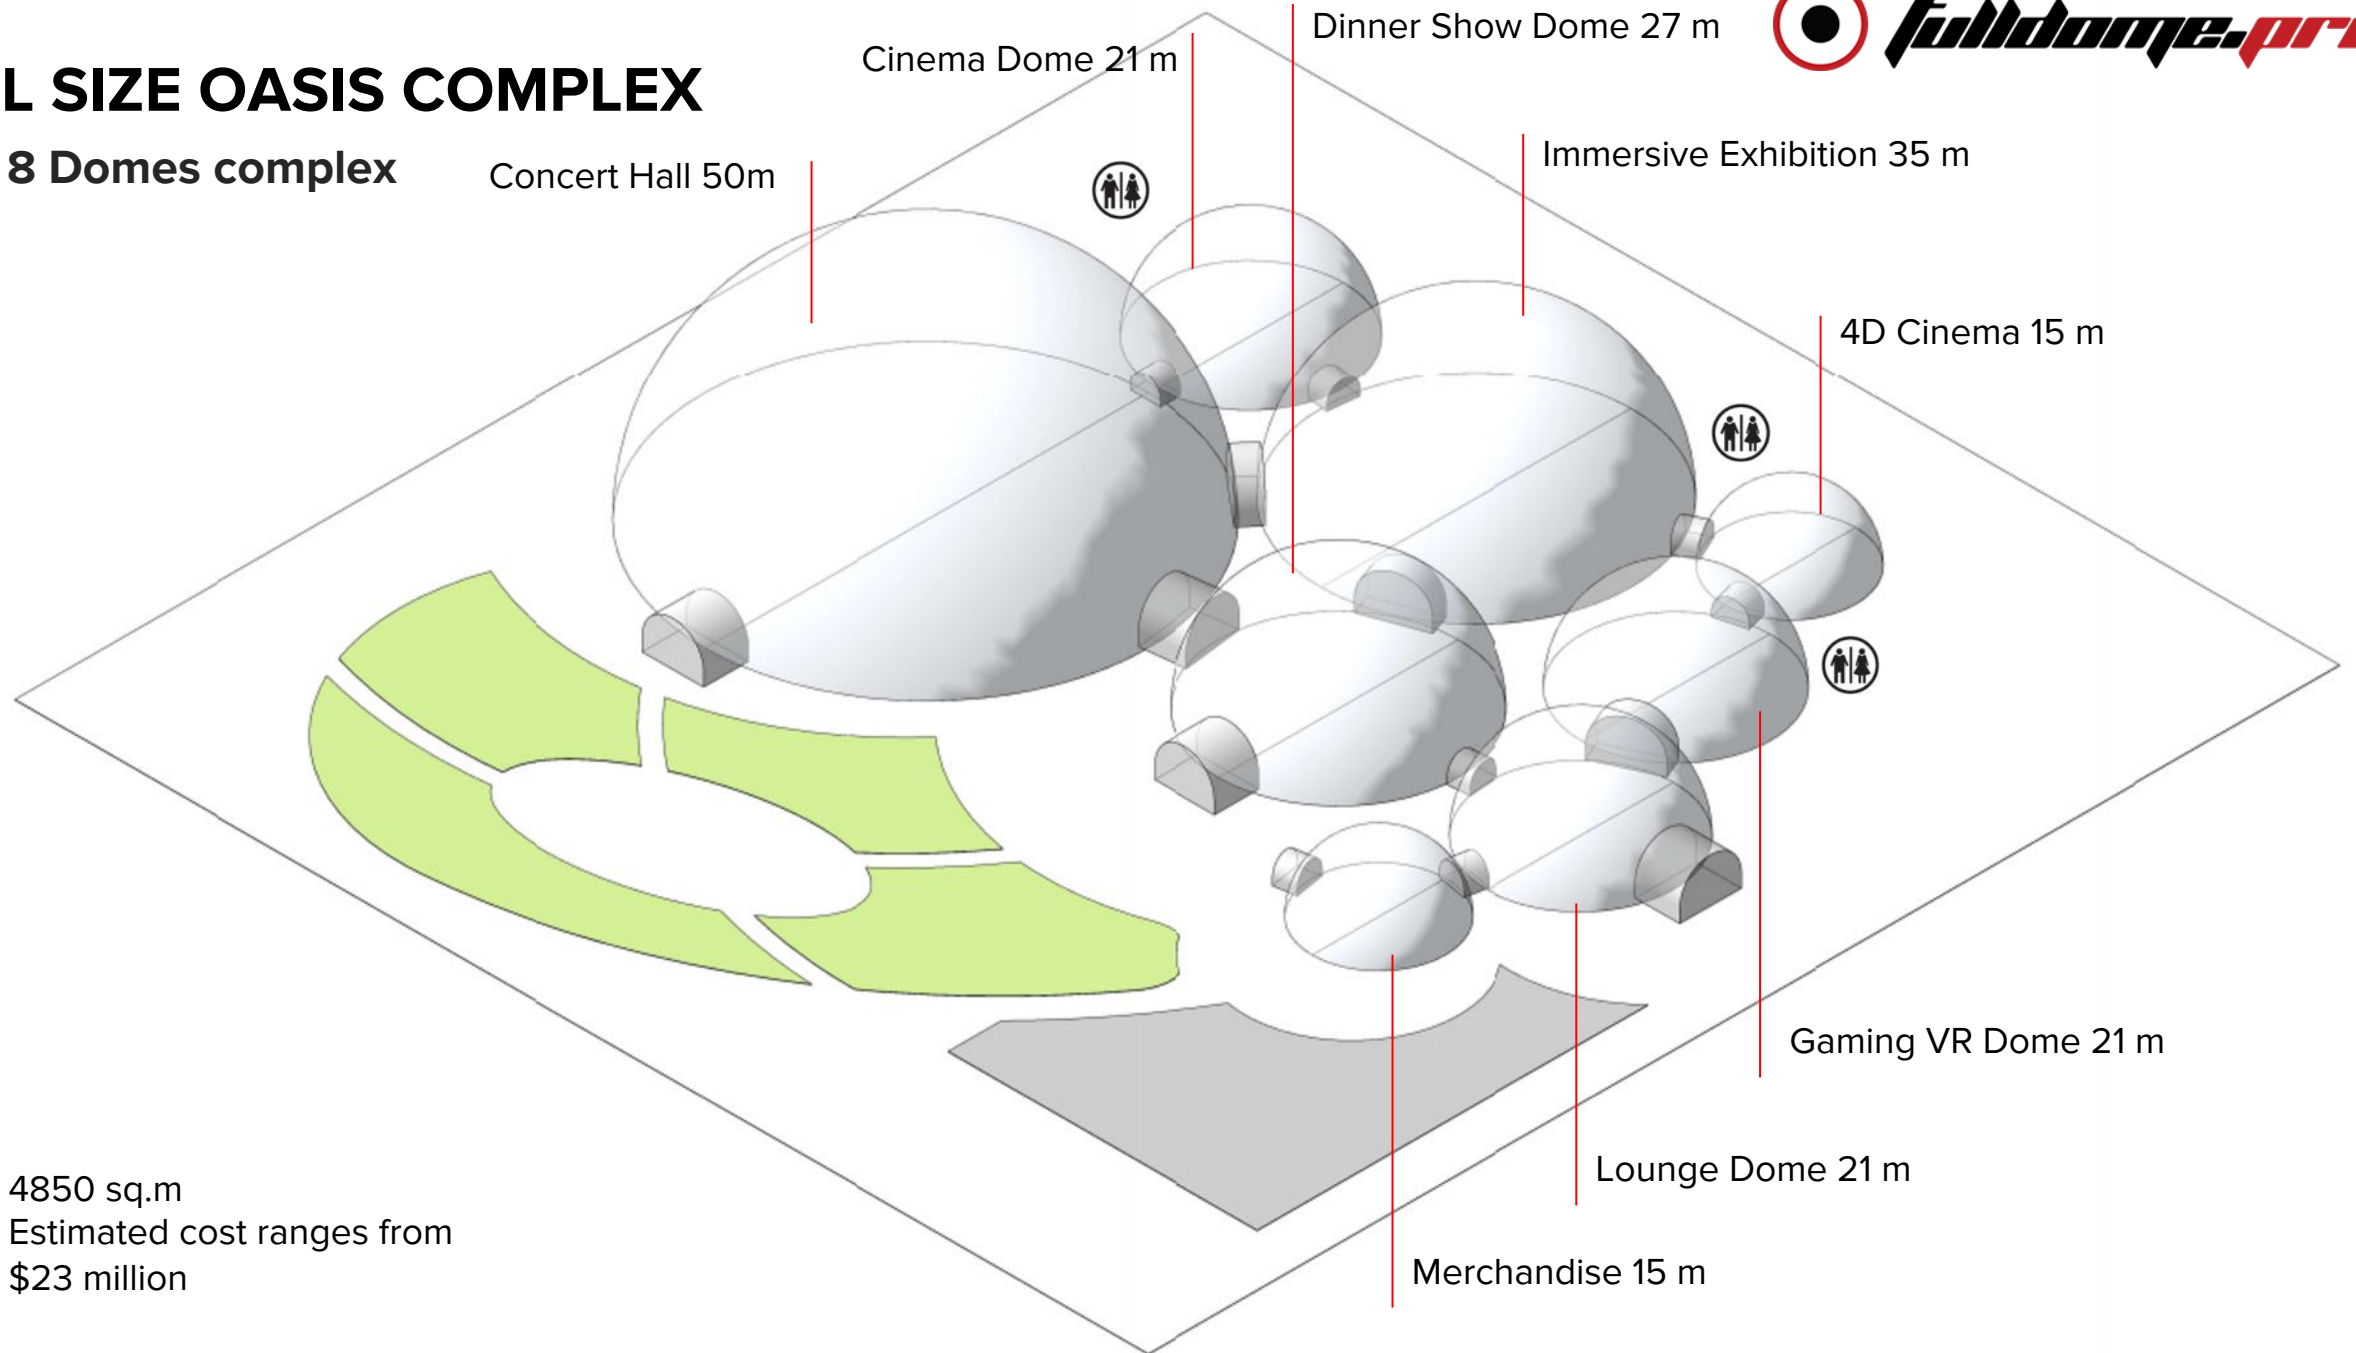 Dinner Show Dome 27 m
fulldome.pro
Cinema Dome 21 m
L SIZE OASIS COMPLEX
8 Domes complex
Concert Hall 50m
Immersive Exhibition 35 m
4D Cinema 15 m
Gaming VR Dome 21 m
Lounge Dome 21 m
4850 sq.m
Estimated cost ranges from
$23 million
Merchandise 15 m